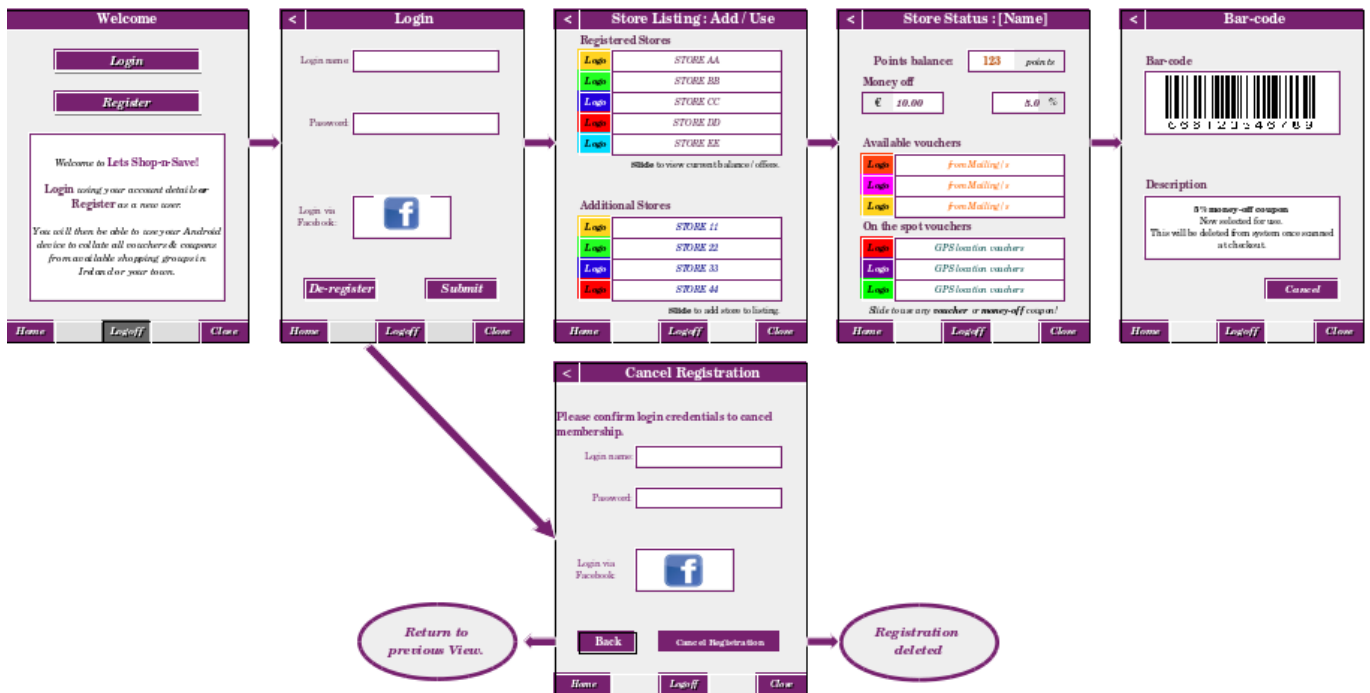 Welcome
Login
Register
Welcome to Lets Shop-n-Save!
Login using your account details or
Register as a new user.
You will then be able to use your Android
device to collate all vouchers & coupons
from available shopping groups in
Ireland or your town.
Home
Logoff
Close
<
Login
Login name:
Password:
Login via
Facebook:
f
De-register
Submit
Home
Logoff
Close
<
Store Listing : Add / Use
Registered Stores
Logo STORE AA
Logo STORE BB
Logo STORE CC
Logo STORE DD
Logo STORE EE
Slide to view current balance / offers.
Additional Stores
Logo STORE 11
Logo STORE 22
Logo STORE 33
Logo STORE 44
Slide to add store to listing.
Home
Logoff
Close
<
Store Status : [Name]
Points balance: 123 points
Money off
€ 10.00 5.0 %
Available vouchers
Logo from Mailing/s
Logo from Mailing/s
Logo from Mailing/s
On the spot vouchers
Logo GPS location vouchers
Logo GPS location vouchers
Logo GPS location vouchers
Slide to use any voucher or money-off coupon!
Home
Logoff
Close
<
Bar-code
Bar-code
Description
5% money-off coupon
Now selected for use.
This will be deleted from system once scanned
at checkout.
Cancel
Home
Logoff
Close
<
Cancel Registration
Please confirm login credentials to cancel
membership.
Login name:
Password:
Login via
Facebook:
f
Back
Cancel Registration
Home
Logoff
Close
Return to
previous View.
Registration
deleted